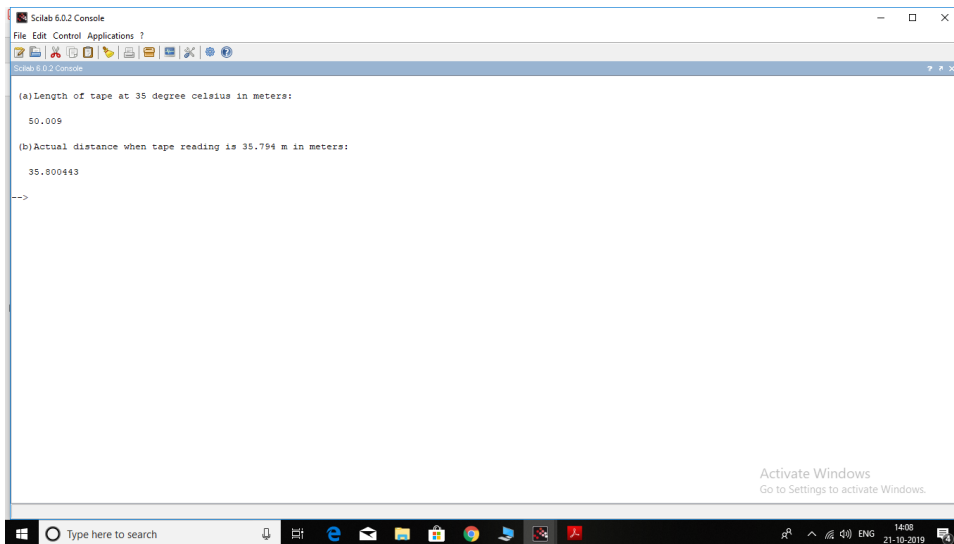 Scilab 6.0.2 Console
File Edit Control Applications ?
Scilab 6.0.2 Console
(a)Length of tape at 35 degree celsius in meters:
50.009
(b)Actual distance when tape reading is 35.794 m in meters:
35.800443
-->
Activate Windows
Go to Settings to activate Windows.
Type here to search
ENG
14:08
21-10-2019
4